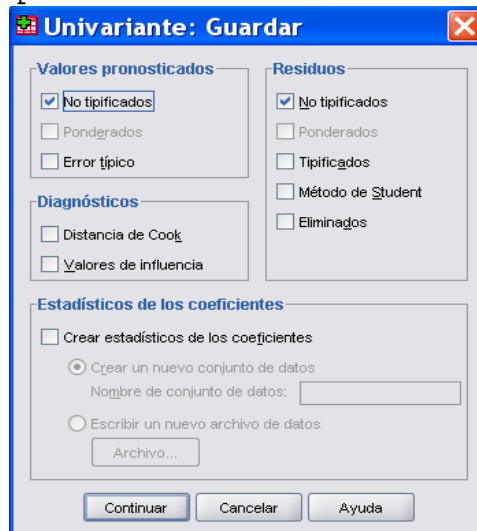 Univariante: Guardar
Valores pronosticados
No tipificados
Ponderados
Error típico
Residuos
No tipificados
Ponderados
Tipificados
Método de Student
Eliminados
Diagnósticos
Distancia de Cook
Valores de influencia
Estadísticos de los coeficientes
Crear estadísticos de los coeficientes
Crear un nuevo conjunto de datos
Nombre de conjunto de datos:
Escribir un nuevo archivo de datos
Archivo...
Continuar Cancelar Ayuda